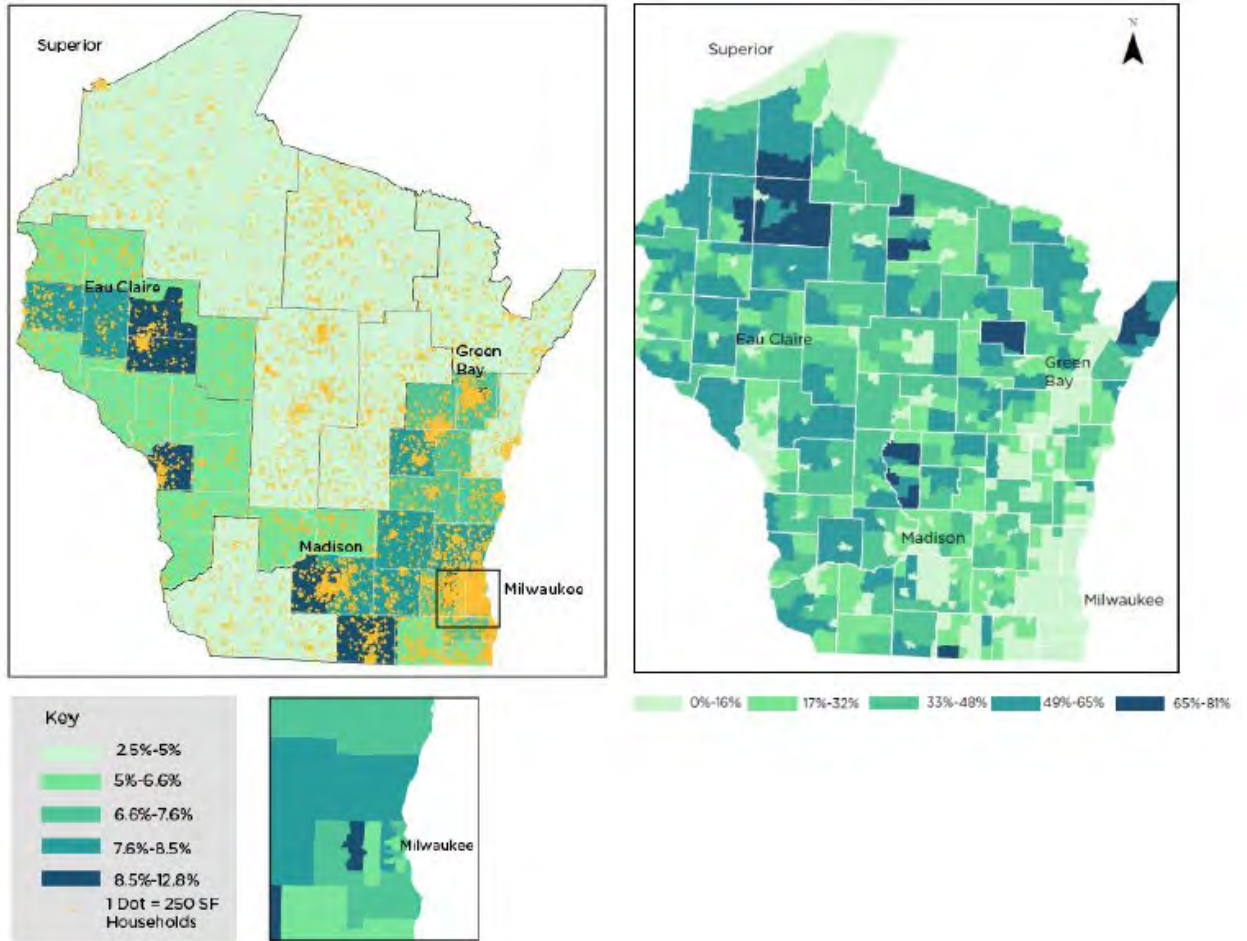 Superior
Eau Claire
Green
Bay
Madison
Milwaukee
N
Superior
Eau Claire
Green
Bay
Madison
Milwaukee
0%-16%
17%-32%
33%-48%
49%-65%
65%-81%
Key
2.5%-5%
5%-6.6%
6.6%-7.6%
7.6%-8.5%
8.5%-12.8%
1 Dot = 250 SF
Households
Milwaukee